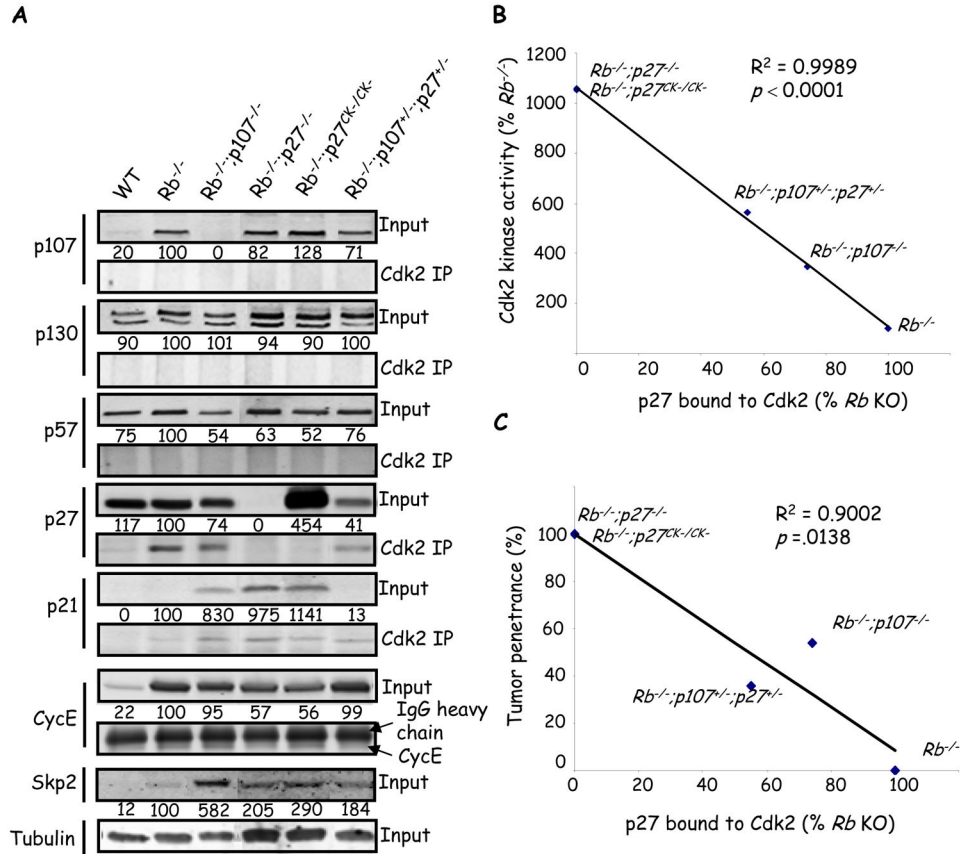 A
WT
Rb-/-
Rb-/-;p107-/-
Rb-/-;p27-/-
Rb-/-;p27CK-/CK-
Rb-/-;p107+/-;p27+/-
p107
Input
20 100 0 82 128 71
Cdk2 IP
p130
Input
90 100 101 94 90 100
Cdk2 IP
p57
Input
75 100 54 63 52 76
Cdk2 IP
p27
Input
117 100 74 0 454 41
Cdk2 IP
p21
Input
0 100 830 975 1141 13
Cdk2 IP
CycE
Input
22 100 95 57 56 99
IgG heavy
chain
CycE
Skp2
Input
12 100 582 205 290 184
Tubulin
Input
B
Cdk2 kinase activity (% Rb-/-)
1200
1000
800
600
400
200
Rb-/-;p27-/-
Rb-/-;p27CK-/CK-
R2 = 0.9989
p < 0.0001
Rb-/-;p107+/-;p27+/-
Rb-/-;p107-/-
Rb-/-
0 20 40 60 80 100
p27 bound to Cdk2 (% Rb KO)
C
Tumor penetrance (%)
100
80
60
40
20
0
Rb-/-;p27-/-
Rb-/-;p27CK-/CK-
R2 = 0.9002
p =.0138
Rb-/-;p107-/-
Rb-/-;p107+/-;p27+/-
Rb-/-
0 20 40 60 80 100
p27 bound to Cdk2 (% Rb KO)